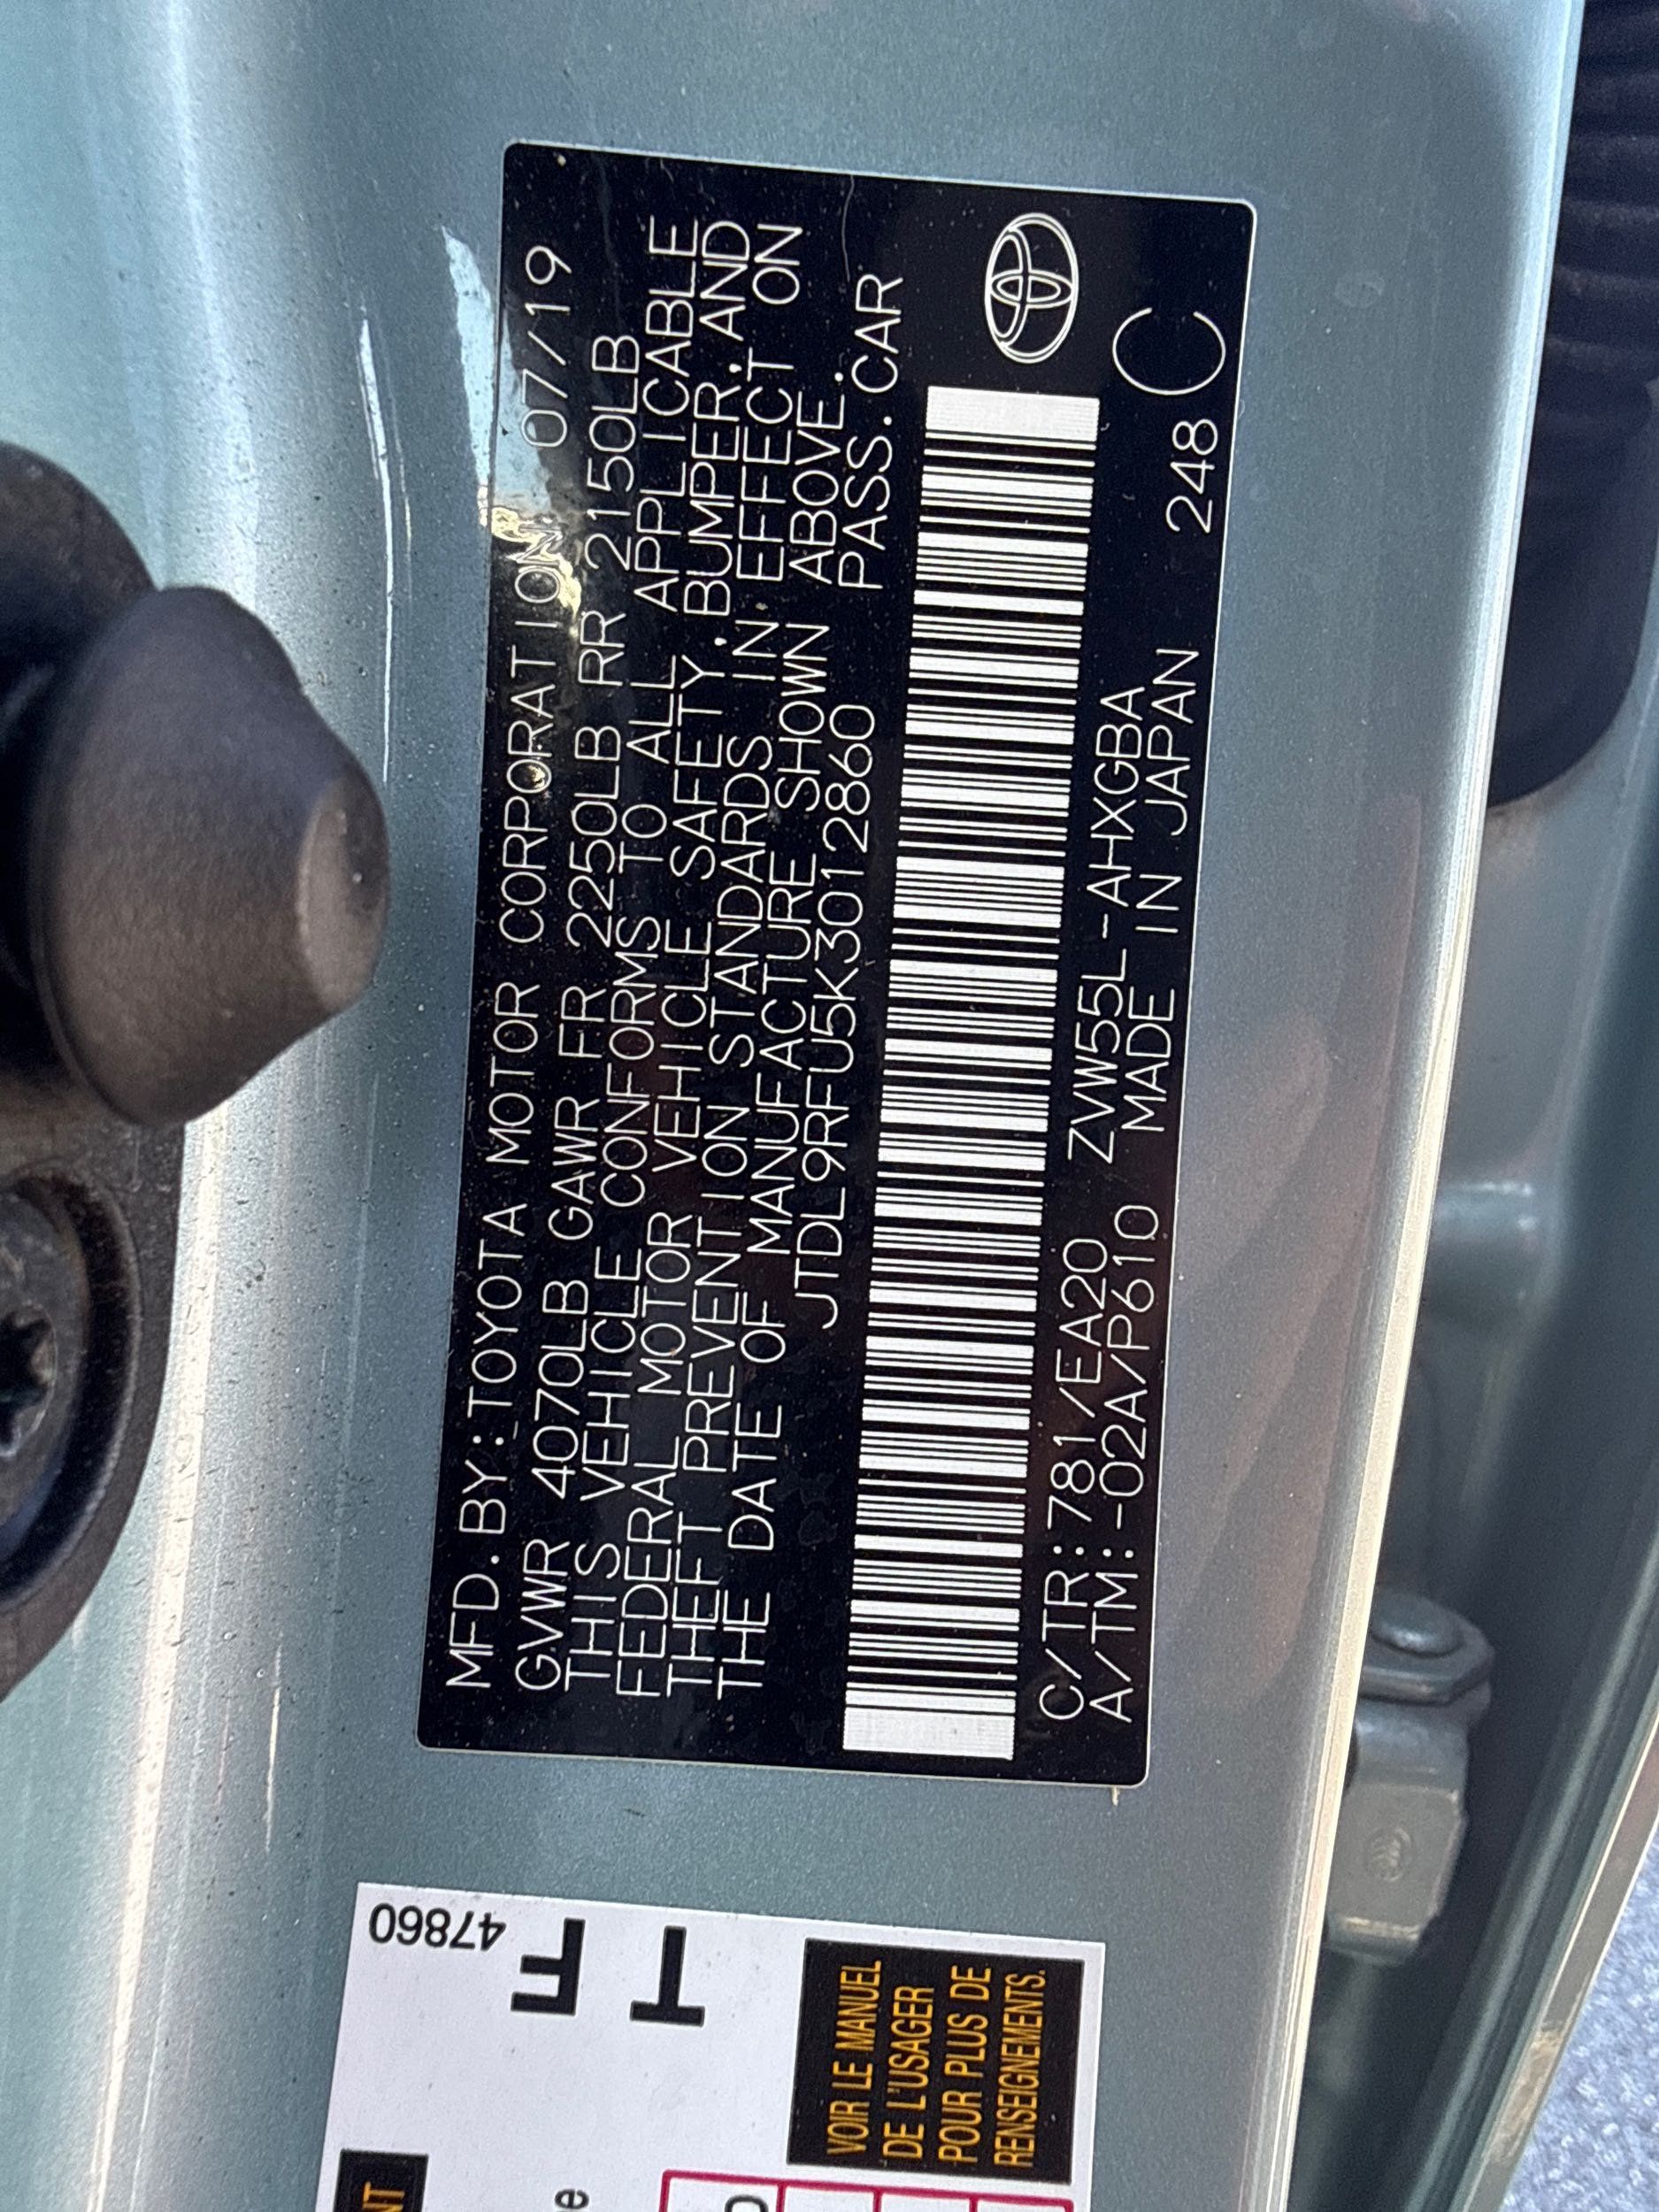 MFD.BY:TOYOTA MOTOR CORPORATION 07/19
GVWR 4070LB GAWR FR 2250LB RR 2150LB
THIS VEHICLE CONFORMS TO ALL APPLICABLE
FEDERAL MOTOR VEHICLE SAFETY, BUMPER, AND
THEFT PREVENTION STANDARDS IN EFFECT ON
THE DATE OF MANUFACTURE SHOWN ABOVE.
JTDL9RFU5K3012860 PASS.CAR
C/TR:781/EA20 ZVW55L-AHXGBA
A/TM:-02A/P610 MADE IN JAPAN 248 C
47860
F
T
VOIR LE MANUEL
DE L'USAGER
POUR PLUS DE
RENSEIGNEMENTS.